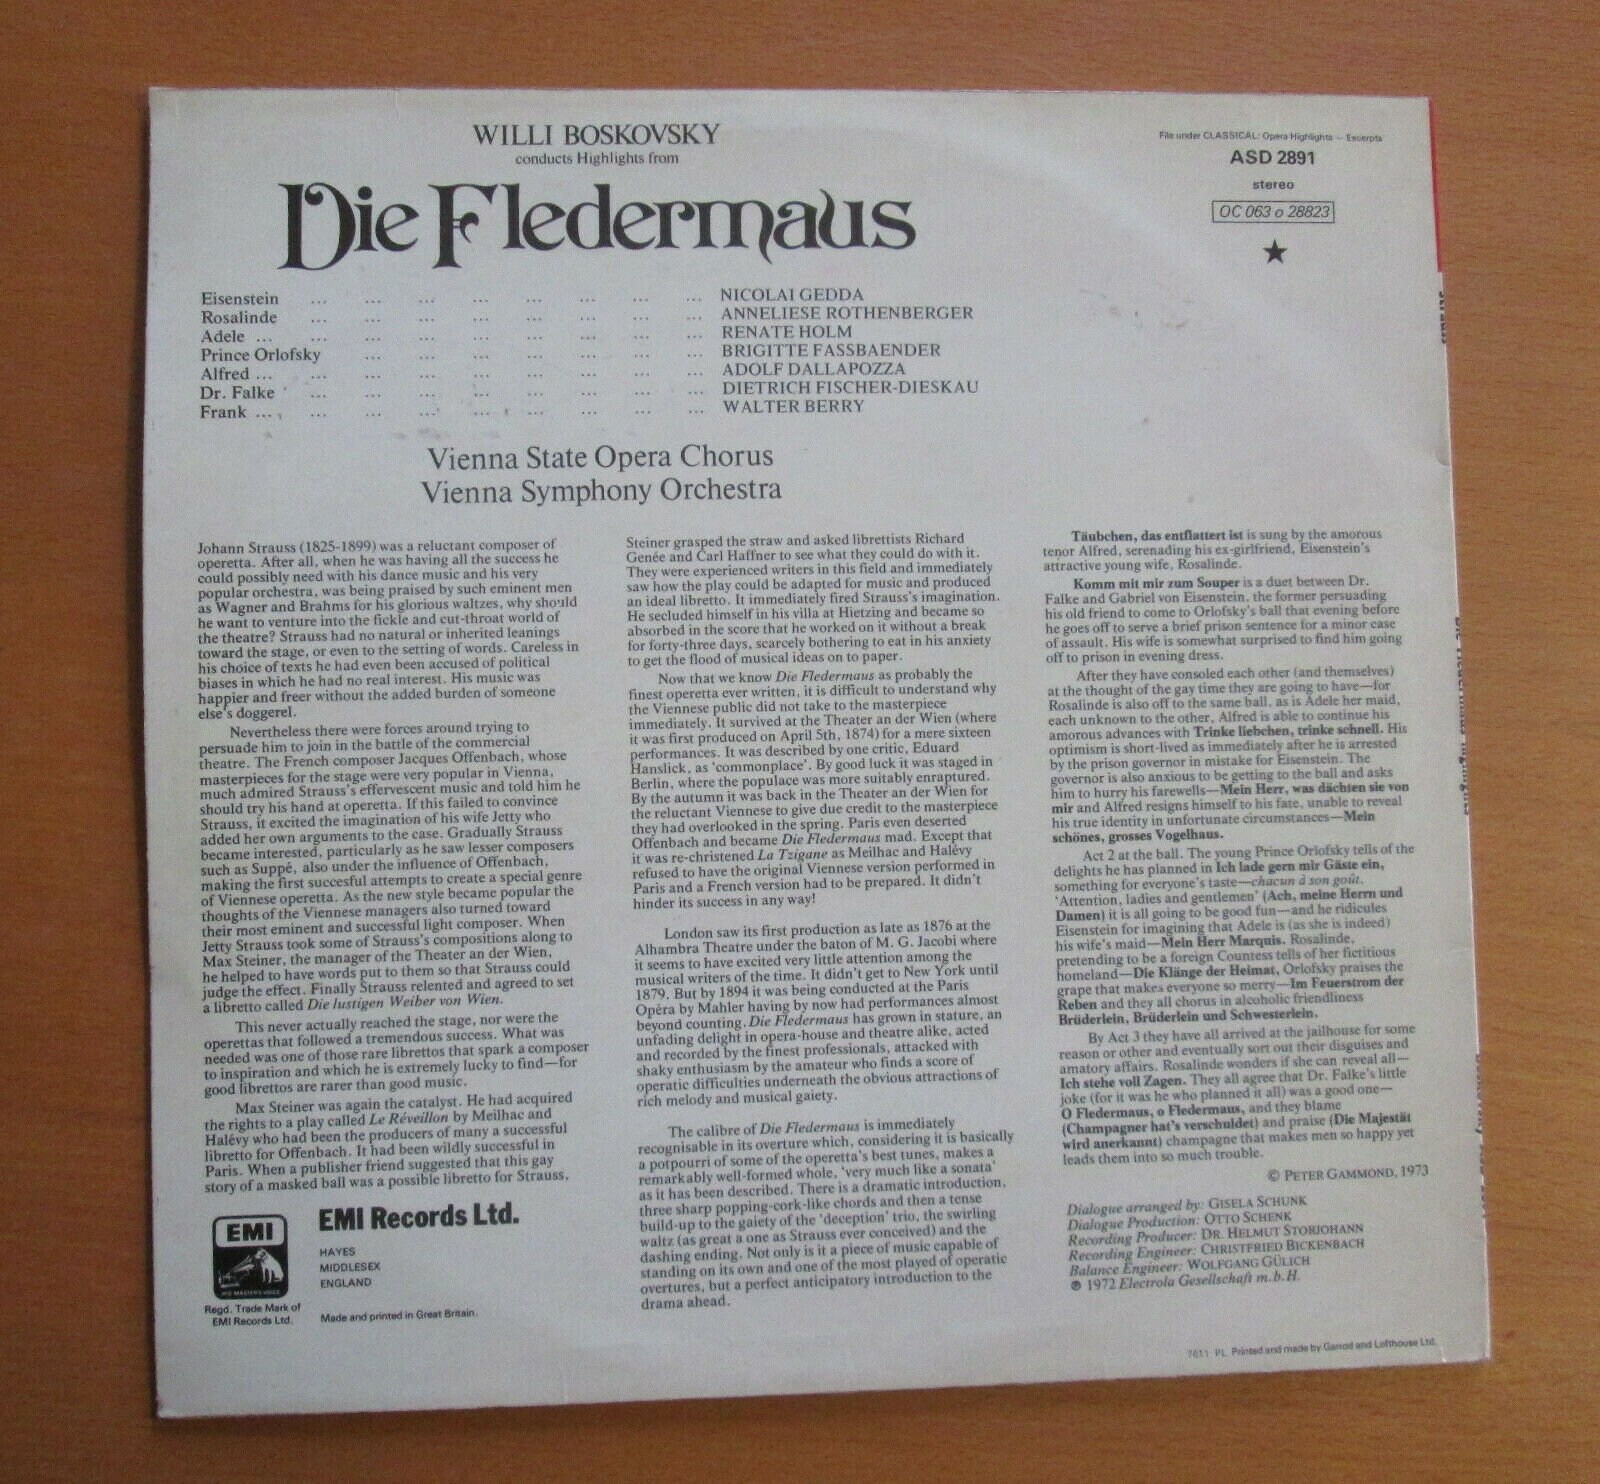 WILLI BOSKOVSKY
conducts Highlights from
Die Fledermaus
File under CLASSICAL: Opera Highlights – Excerpts
ASD 2891
stereo
OC 063 o 28823
Eisenstein ... ... ... ... ... ... ... ... NICOLAI GEDDA
Rosalinde ... ... ... ... ... ... ... ... ANNELIESE ROTHENBERGER
Adele ... ... ... ... ... ... ... ... ... RENATE HOLM
Prince Orlofsky ... ... ... ... ... ... ... BRIGITTE FASSBAENDER
Alfred ... ... ... ... ... ... ... ... ... ADOLF DALLAPOZZA
Dr. Falke ... ... ... ... ... ... ... ... DIETRICH FISCHER-DIESKAU
Frank ... ... ... ... ... ... ... ... ... WALTER BERRY
Vienna State Opera Chorus
Vienna Symphony Orchestra
Johann Strauss (1825-1899) was a reluctant composer of
operetta. After all, when he was having all the success he
could possibly need with his dance music and his very
popular orchestra, was being praised by such eminent men
as Wagner and Brahms for his glorious waltzes, why should
he want to venture into the fickle and cut-throat world of
the theatre? Strauss had no natural or inherited leanings
toward the stage, or even to the setting of words. Careless in
his choice of texts he had even been accused of political
biases in which he had no real interest. His music was
happier and freer without the added burden of someone
else's doggerel.
Nevertheless there were forces around trying to
persuade him to join in the battle of the commercial
theatre. The French composer Jacques Offenbach, whose
masterpieces for the stage were very popular in Vienna,
much admired Strauss's effervescent music and told him he
should try his hand at operetta. If this failed to convince
Strauss, it excited the imagination of his wife Jetty who
added her own arguments to the case. Gradually Strauss
became interested, particularly as he saw lesser composers
such as Suppé, also under the influence of Offenbach,
making the first succesful attempts to create a special genre
of Viennese operetta. As the new style became popular the
thoughts of the Viennese managers also turned toward
their most eminent and successful light composer. When
Jetty Strauss took some of Strauss's compositions along to
Max Steiner, the manager of the Theater an der Wien,
he helped to have words put to them so that Strauss could
judge the effect. Finally Strauss relented and agreed to set
a libretto called Die lustigen Weiber von Wien.
This never actually reached the stage, nor were the
operettas that followed a tremendous success. What was
needed was one of those rare librettos that spark a composer
to inspiration and which he is extremely lucky to find—for
good librettos are rarer than good music.
Max Steiner was again the catalyst. He had acquired
the rights to a play called Le Réveillon by Meilhac and
Halévy who had been the producers of many a successful
libretto for Offenbach. It had been wildly successful in
Paris. When a publisher friend suggested that this gay
story of a masked ball was a possible libretto for Strauss,
Steiner grasped the straw and asked librettists Richard
Genée and Carl Haffner to see what they could do with it.
They were experienced writers in this field and immediately
saw how the play could be adapted for music and produced
an ideal libretto. It immediately fired Strauss's imagination.
He secluded himself in his villa at Hietzing and became so
absorbed in the score that he worked on it without a break
for forty-three days, scarcely bothering to eat in his anxiety
to get the flood of musical ideas on to paper.
Now that we know Die Fledermaus as probably the
finest operetta ever written, it is difficult to understand why
the Viennese public did not take to the masterpiece
immediately. It survived at the Theater an der Wien (where
it was first produced on April 5th, 1874) for a mere sixteen
performances. It was described by one critic, Eduard
Hanslick, as 'commonplace'. By good luck it was staged in
Berlin, where the populace was more suitably enraptured.
By the autumn it was back in the Theater an der Wien for
the reluctant Viennese to give due credit to the masterpiece
they had overlooked in the spring. Paris even deserted
Offenbach and became Die Fledermaus mad. Except that
it was re-christened La Tzigane as Meilhac and Halévy
refused to have the original Viennese version performed in
Paris and a French version had to be prepared. It didn't
hinder its success in any way!
London saw its first production as late as 1876 at the
Alhambra Theatre under the baton of M. G. Jacobi where
it seems to have excited very little attention among the
musical writers of the time. It didn't get to New York until
1879. But by 1894 it was being conducted at the Paris
Opéra by Mahler having by now had performances almost
beyond counting. Die Fledermaus has grown in stature, an
unfading delight in opera-house and theatre alike, acted
and recorded by the finest professionals, attacked with
shaky enthusiasm by the amateur who finds a score of
operatic difficulties underneath the obvious attractions of
rich melody and musical gaiety.
The calibre of Die Fledermaus is immediately
recognisable in its overture which, considering it is basically
a potpourri of some of the operetta's best tunes, makes a
remarkably well-formed whole, 'very much like a sonata'
as it has been described. There is a dramatic introduction,
three sharp popping-cork-like chords and then a tense
build-up to the gaiety of the 'deception' trio, the swirling
waltz (as great a one as Strauss ever conceived) and the
dashing ending. Not only is it a piece of music capable of
standing on its own and one of the most played of operatic
overtures, but a perfect anticipatory introduction to the
drama ahead.
Täubchen, das entflattert ist is sung by the amorous
tenor Alfred, serenading his ex-girlfriend, Eisenstein's
attractive young wife, Rosalinde.
Komm mit mir zum Souper is a duet between Dr.
Falke and Gabriel von Eisenstein, the former persuading
his old friend to come to Orlofsky's ball that evening before
he goes off to serve a brief prison sentence for a minor case
of assault. His wife is somewhat surprised to find him going
off to prison in evening dress.
After they have consoled each other (and themselves)
at the thought of the gay time they are going to have—for
Rosalinde is also off to the same ball, as is Adele her maid,
each unknown to the other, Alfred is able to continue his
amorous advances with Trinke liebchen, trinke schnell. His
optimism is short-lived as immediately after he is arrested
by the prison governor in mistake for Eisenstein. The
governor is also anxious to be getting to the ball and asks
him to hurry his farewells—Mein Herr, was dächten sie von
mir and Alfred resigns himself to his fate, unable to reveal
his true identity in unfortunate circumstances—Mein
schönes, grosses Vogelhaus.
Act 2 at the ball. The young Prince Orlofsky tells of the
delights he has planned in Ich lade gern mir Gäste ein,
something for everyone's taste—chacun à son goût.
'Attention, ladies and gentlemen' (Ach, meine Herrn und
Damen) it is all going to be good fun—and he ridicules
Eisenstein for imagining that Adele is (as she is indeed)
his wife's maid—Mein Herr Marquis. Rosalinde,
pretending to be a foreign Countess tells of her fictitious
homeland—Die Klänge der Heimat, Orlofsky praises the
grape that makes everyone so merry—Im Feuerstrom der
Reben and they all chorus in alcoholic friendliness
Brüderlein, Brüderlein und Schwesterlein.
By Act 3 they have all arrived at the jailhouse for some
reason or other and eventually sort out their disguises and
amatory affairs. Rosalinde wonders if she can reveal all—
Ich stehe voll Zagen. They all agree that Dr. Falke's little
joke (for it was he who planned it all) was a good one—
O Fledermaus, o Fledermaus, and they blame
(Champagner hat's verschuldet) and praise (Die Majestät
wird anerkannt) champagne that makes men so happy yet
leads them into so much trouble.
© PETER GAMMOND, 1973
Dialogue arranged by: GISELA SCHUNK
Dialogue Production: OTTO SCHENK
Recording Producer: DR. HELMUT STORJOHANN
Recording Engineer: CHRISTFRIED BICKENBACH
Balance Engineer: WOLFGANG GÜLICH
℗ 1972 Electrola Gesellschaft m.b.H.
EMI
HIS MASTER'S VOICE
Regd. Trade Mark of
EMI Records Ltd.
EMI Records Ltd.
HAYES
MIDDLESEX
ENGLAND
Made and printed in Great Britain.
7611 PL Printed and made by Garrod and Lofthouse Ltd.